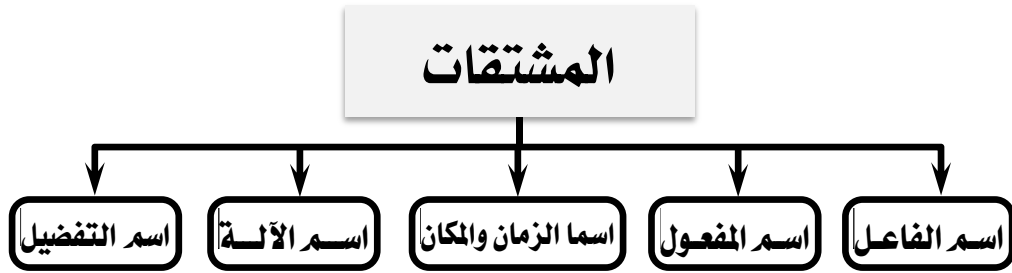 المشتقات
اسم الفاعل
اسم المفعول
اسما الزمان والمكان
اسم الآلة
اسم التفضيل